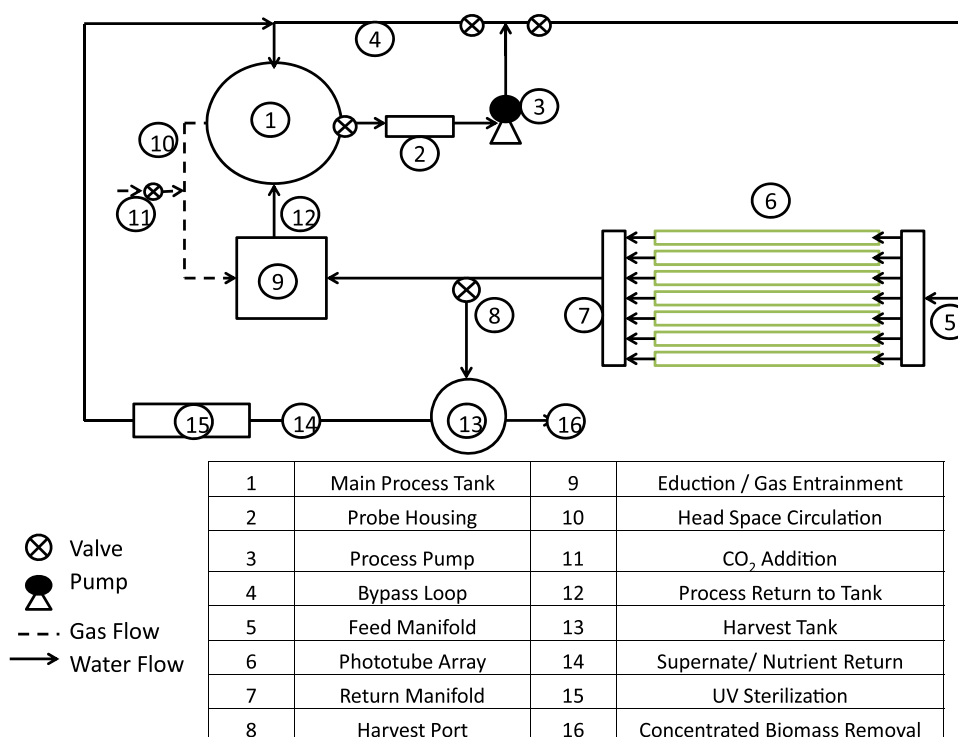 4
3
1
10
2
11
12
6
9
8
7
5
15
14
13
16
Valve
Pump
Gas Flow
Water Flow
1 Main Process Tank 9 Eduction / Gas Entrainment
2 Probe Housing 10 Head Space Circulation
3 Process Pump 11 CO₂ Addition
4 Bypass Loop 12 Process Return to Tank
5 Feed Manifold 13 Harvest Tank
6 Phototube Array 14 Supernate/ Nutrient Return
7 Return Manifold 15 UV Sterilization
8 Harvest Port 16 Concentrated Biomass Removal